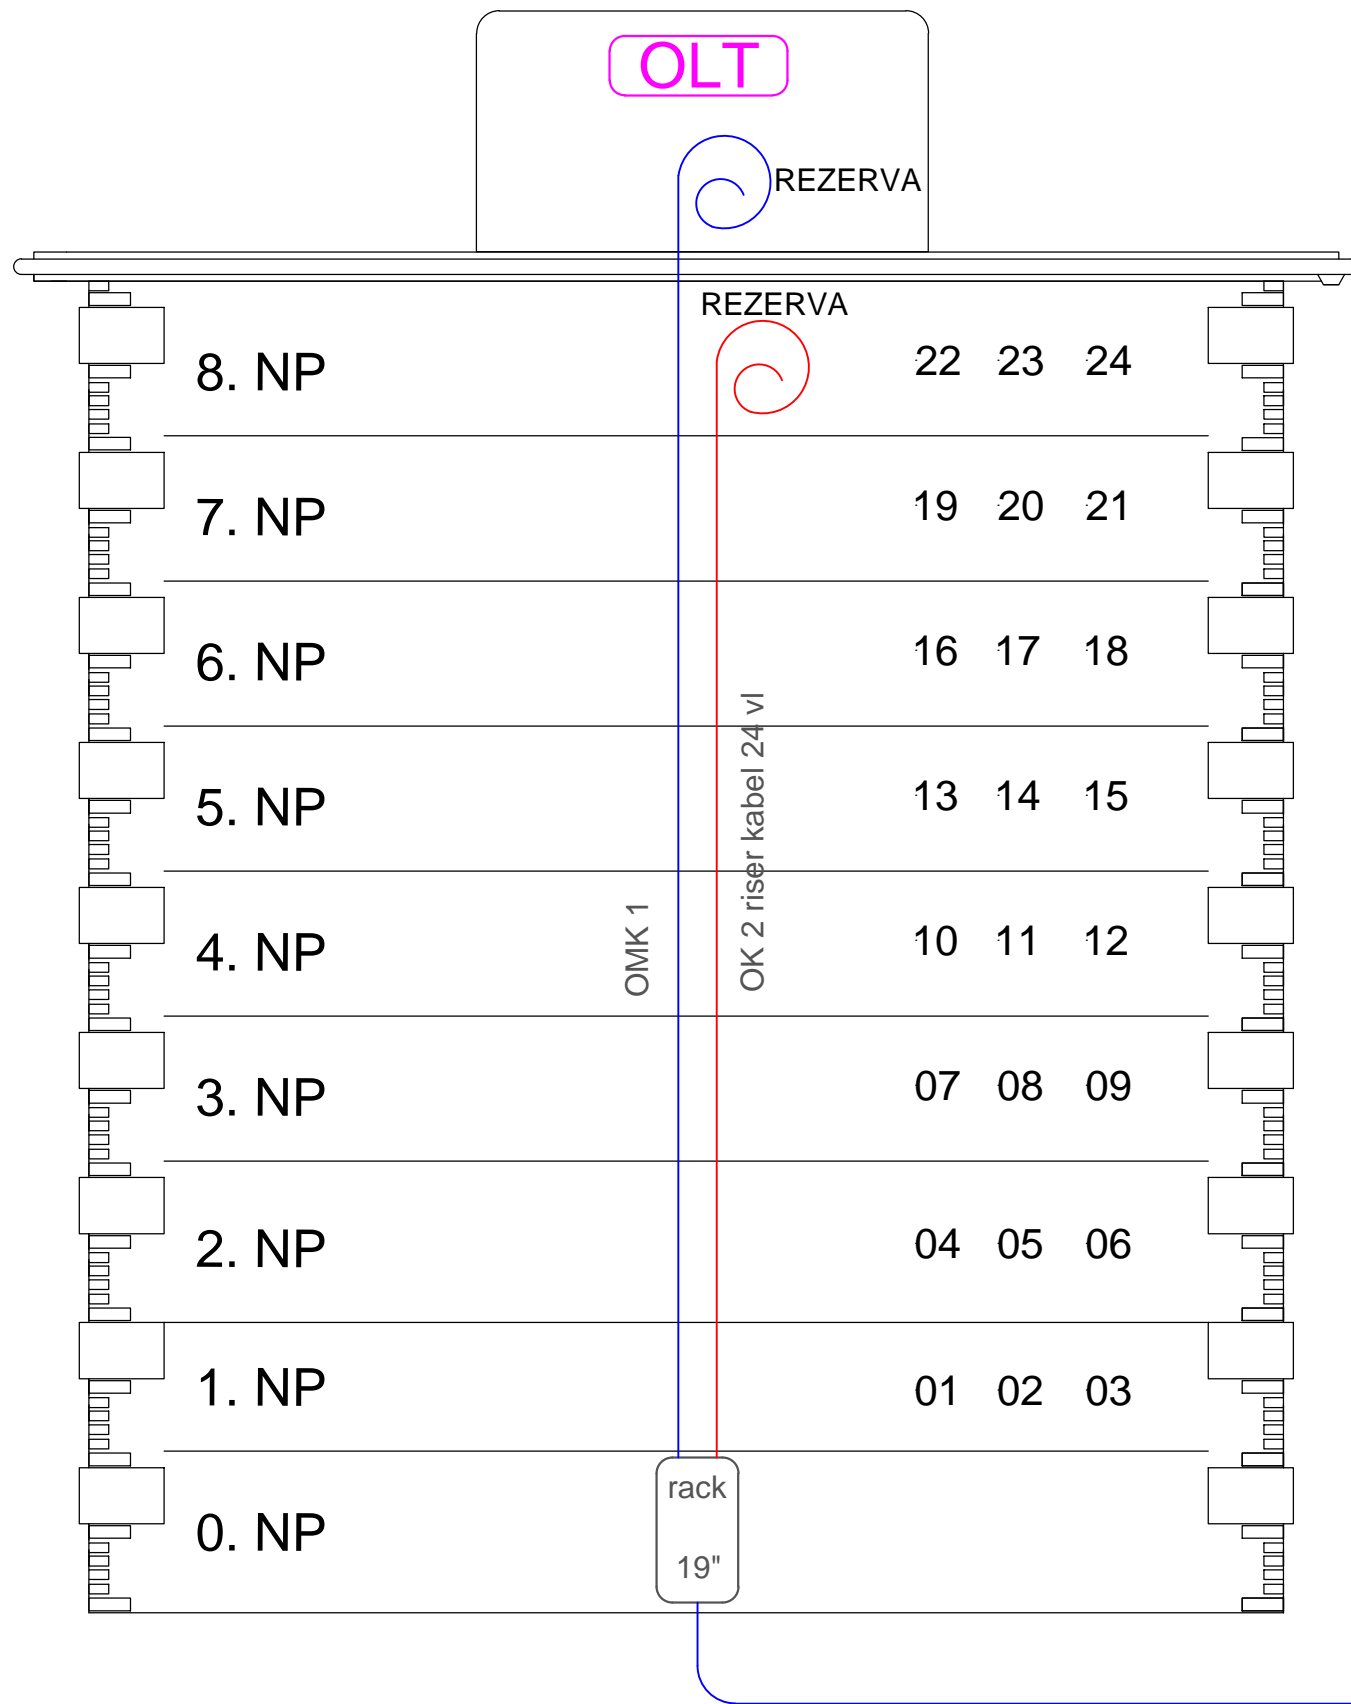 OLT
REZERVA
REZERVA
8. NP 22 23 24
7. NP 19 20 21
6. NP 16 17 18
5. NP 13 14 15
OMK 1
OK 2 riser kabel 24 vl
4. NP 10 11 12
3. NP 07 08 09
2. NP 04 05 06
1. NP 01 02 03
rack
19"
0. NP